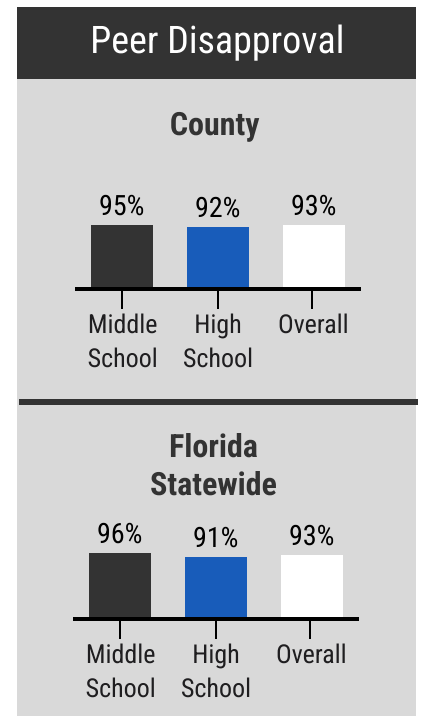 Peer Disapproval
County
95% 92% 93%
Middle School
High School
Overall
Florida
Statewide
96% 91% 93%
Middle School
High School
Overall